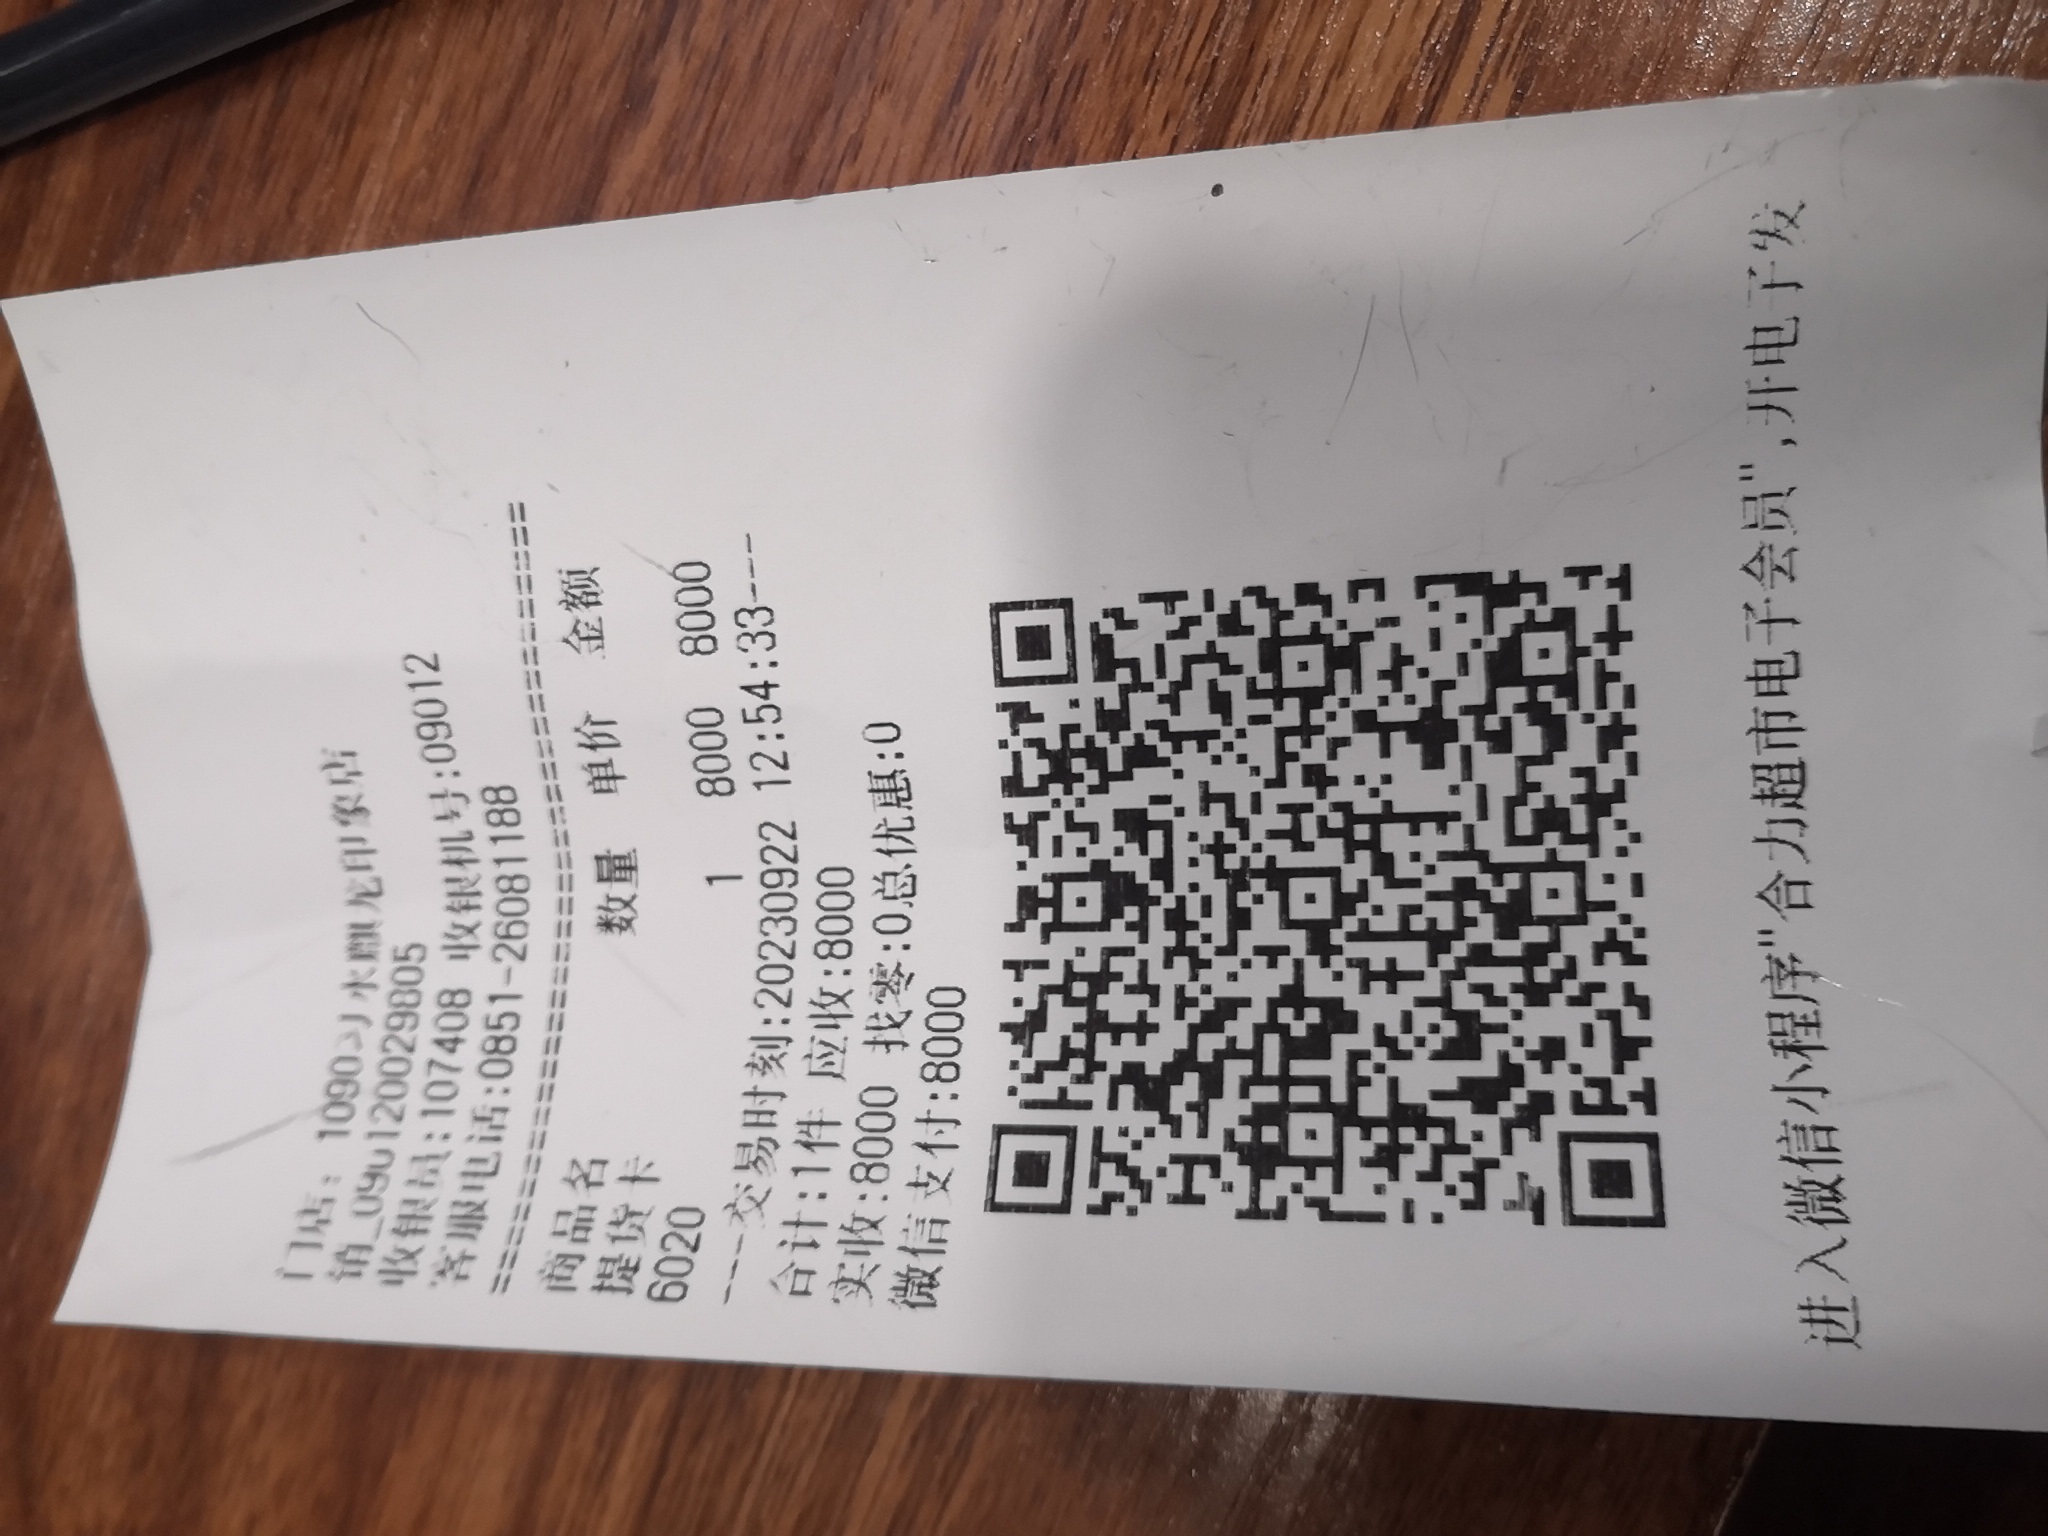 门店: 10903习水麒龙印象店
销_090120029805
收银员:107408 收银机号:09012
客服电话:0851-26081188
================================
商品名 数量 单价 金额
提货卡
6020 1 8000 8000
----交易时刻:20230922 12:54:33----
合计:1件 应收:8000
实收:8000 找零:0总优惠:0
微信支付:8000
进入微信小程序"合力超市电子会员",开电子发